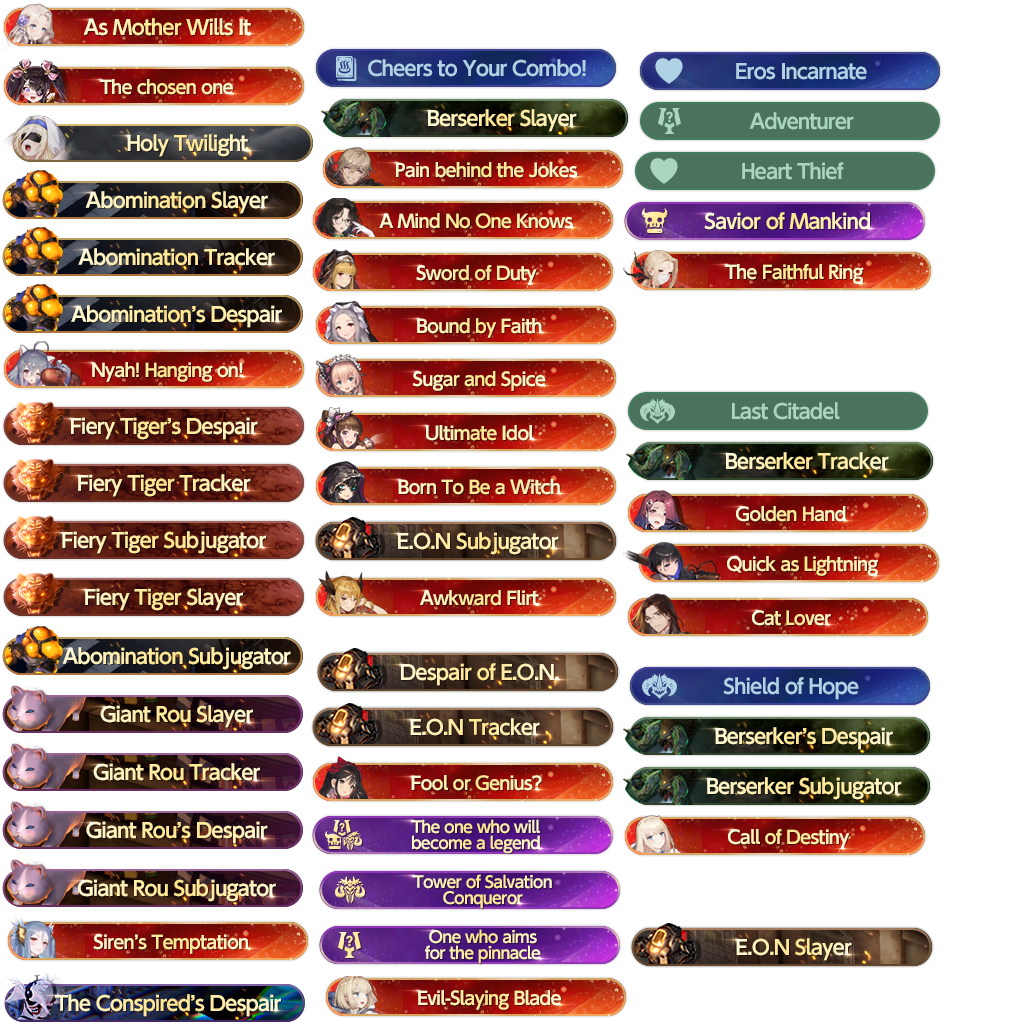 As Mother Wills It
The chosen one
Holy Twilight
Abomination Slayer
Abomination Tracker
Abomination's Despair
Nyah! Hanging on!
Fiery Tiger's Despair
Fiery Tiger Tracker
Fiery Tiger Subjugator
Fiery Tiger Slayer
Abomination Subjugator
Giant Rou Slayer
Giant Rou Tracker
Giant Rou's Despair
Giant Rou Subjugator
Siren's Temptation
The Conspired's Despair
Cheers to Your Combo!
Berserker Slayer
Pain behind the Jokes
A Mind No One Knows
Sword of Duty
Bound by Faith
Sugar and Spice
Ultimate Idol
Born To Be a Witch
E.O.N Subjugator
Awkward Flirt
Despair of E.O.N.
E.O.N Tracker
Fool or Genius?
The one who will
become a legend
Tower of Salvation
Conqueror
One who aims
for the pinnacle
Evil-Slaying Blade
Eros Incarnate
Adventurer
Heart Thief
Savior of Mankind
The Faithful Ring
Last Citadel
Berserker Tracker
Golden Hand
Quick as Lightning
Cat Lover
Shield of Hope
Berserker's Despair
Berserker Subjugator
Call of Destiny
E.O.N Slayer